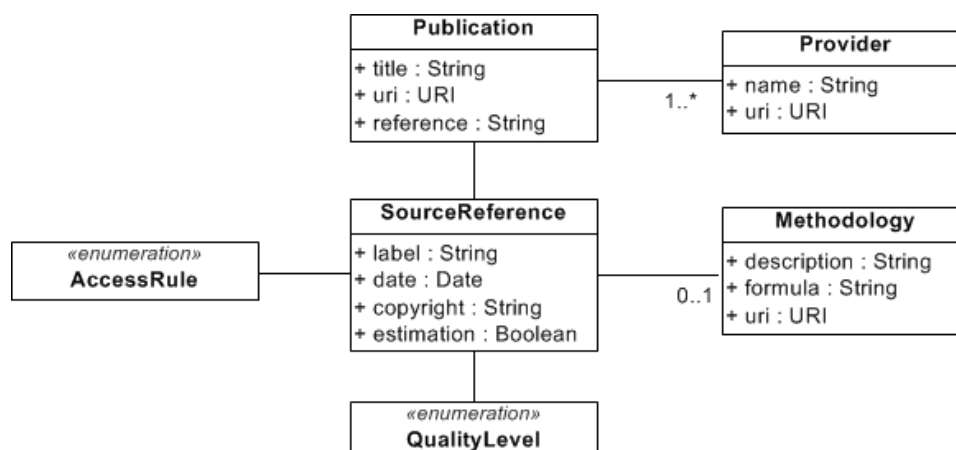 Publication
+ title : String
+ uri : URI
+ reference : String
Provider
+ name : String
+ uri : URI
1..*
SourceReference
+ label : String
+ date : Date
+ copyright : String
+ estimation : Boolean
Methodology
+ description : String
+ formula : String
+ uri : URI
0..1
«enumeration»
AccessRule
«enumeration»
QualityLevel